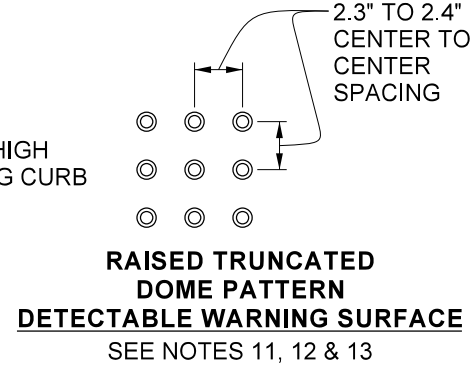 2.3" TO 2.4"
CENTER TO
CENTER
SPACING
HIGH
CURB
RAISED TRUNCATED
DOME PATTERN
DETECTABLE WARNING SURFACE
SEE NOTES 11, 12 & 13